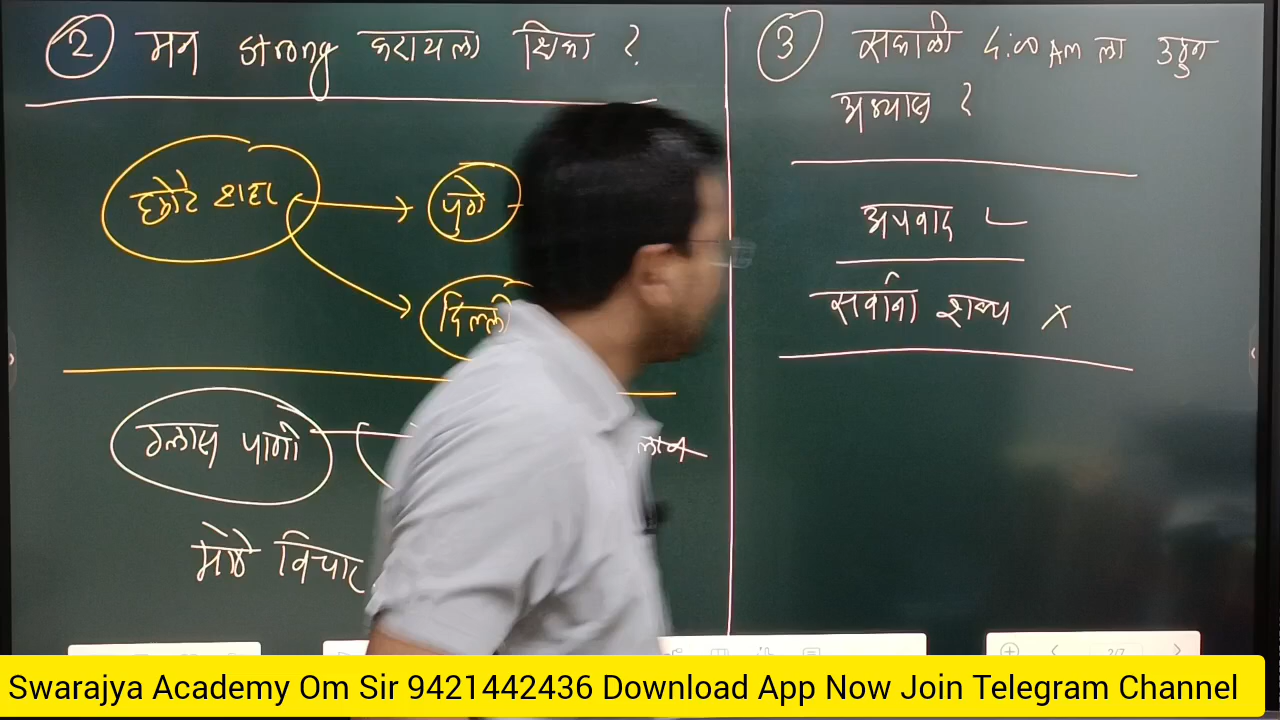 2 मन strong करायला शिका ?
छोटे शहर
पुणे
दिल्ली
ग्लास पाणी
मोठे विचार
3 सकाळी 4:00 AM ला उठुन
अभ्यास ?
अपवाद
सर्वांना शक्य x
Swarajya Academy Om Sir 9421442436 Download App Now Join Telegram Channel